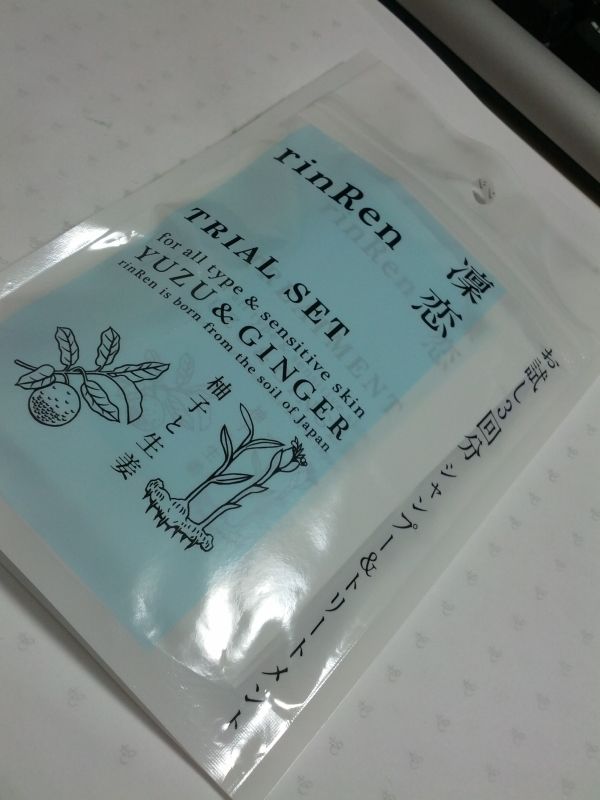 rinRen
凜恋
TRIAL SET
for all type & sensitive skin
YUZU & GINGER
rinRen is born from the soil of Japan
柚子と生姜
お試し3回分 シャンプー&トリートメント